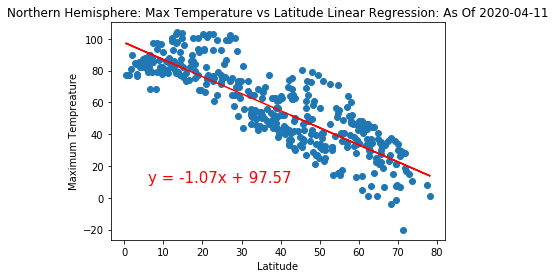 Northern Hemisphere: Max Temperature vs Latitude Linear Regression: As Of 2020-04-11
100
80
60
40
20
0
−20
Maximum Tempreature
y = -1.07x + 97.57
0 10 20 30 40 50 60 70 80
Latitude